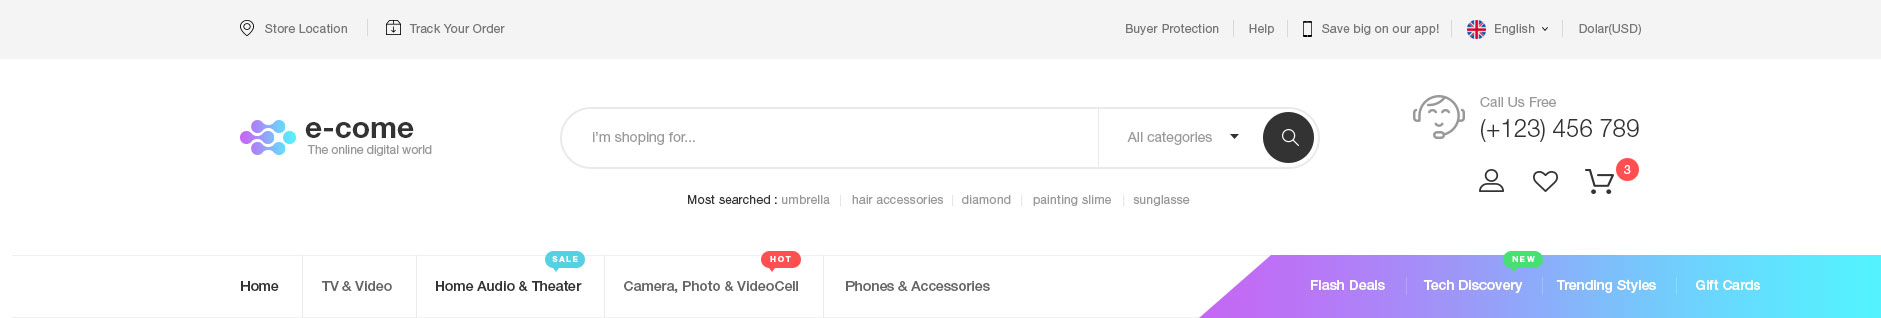 Store Location Track Your Order Buyer Protection Help Save big on our app! English Dolar(USD)
e-come
The online digital world
I'm shoping for... All categories
Call Us Free
(+123) 456 789
3
Most searched : umbrella hair accessories diamond painting slime sunglasse
SALE HOT NEW
Home TV & Video Home Audio & Theater Camera, Photo & VideoCell Phones & Accessories Flash Deals Tech Discovery Trending Styles Gift Cards